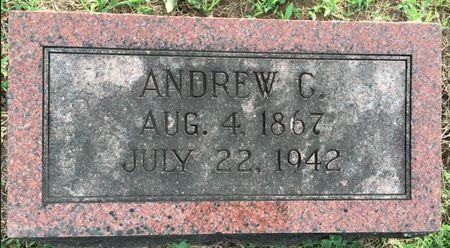 ANDREW C.
AUG. 4, 1867
JULY 22, 1942